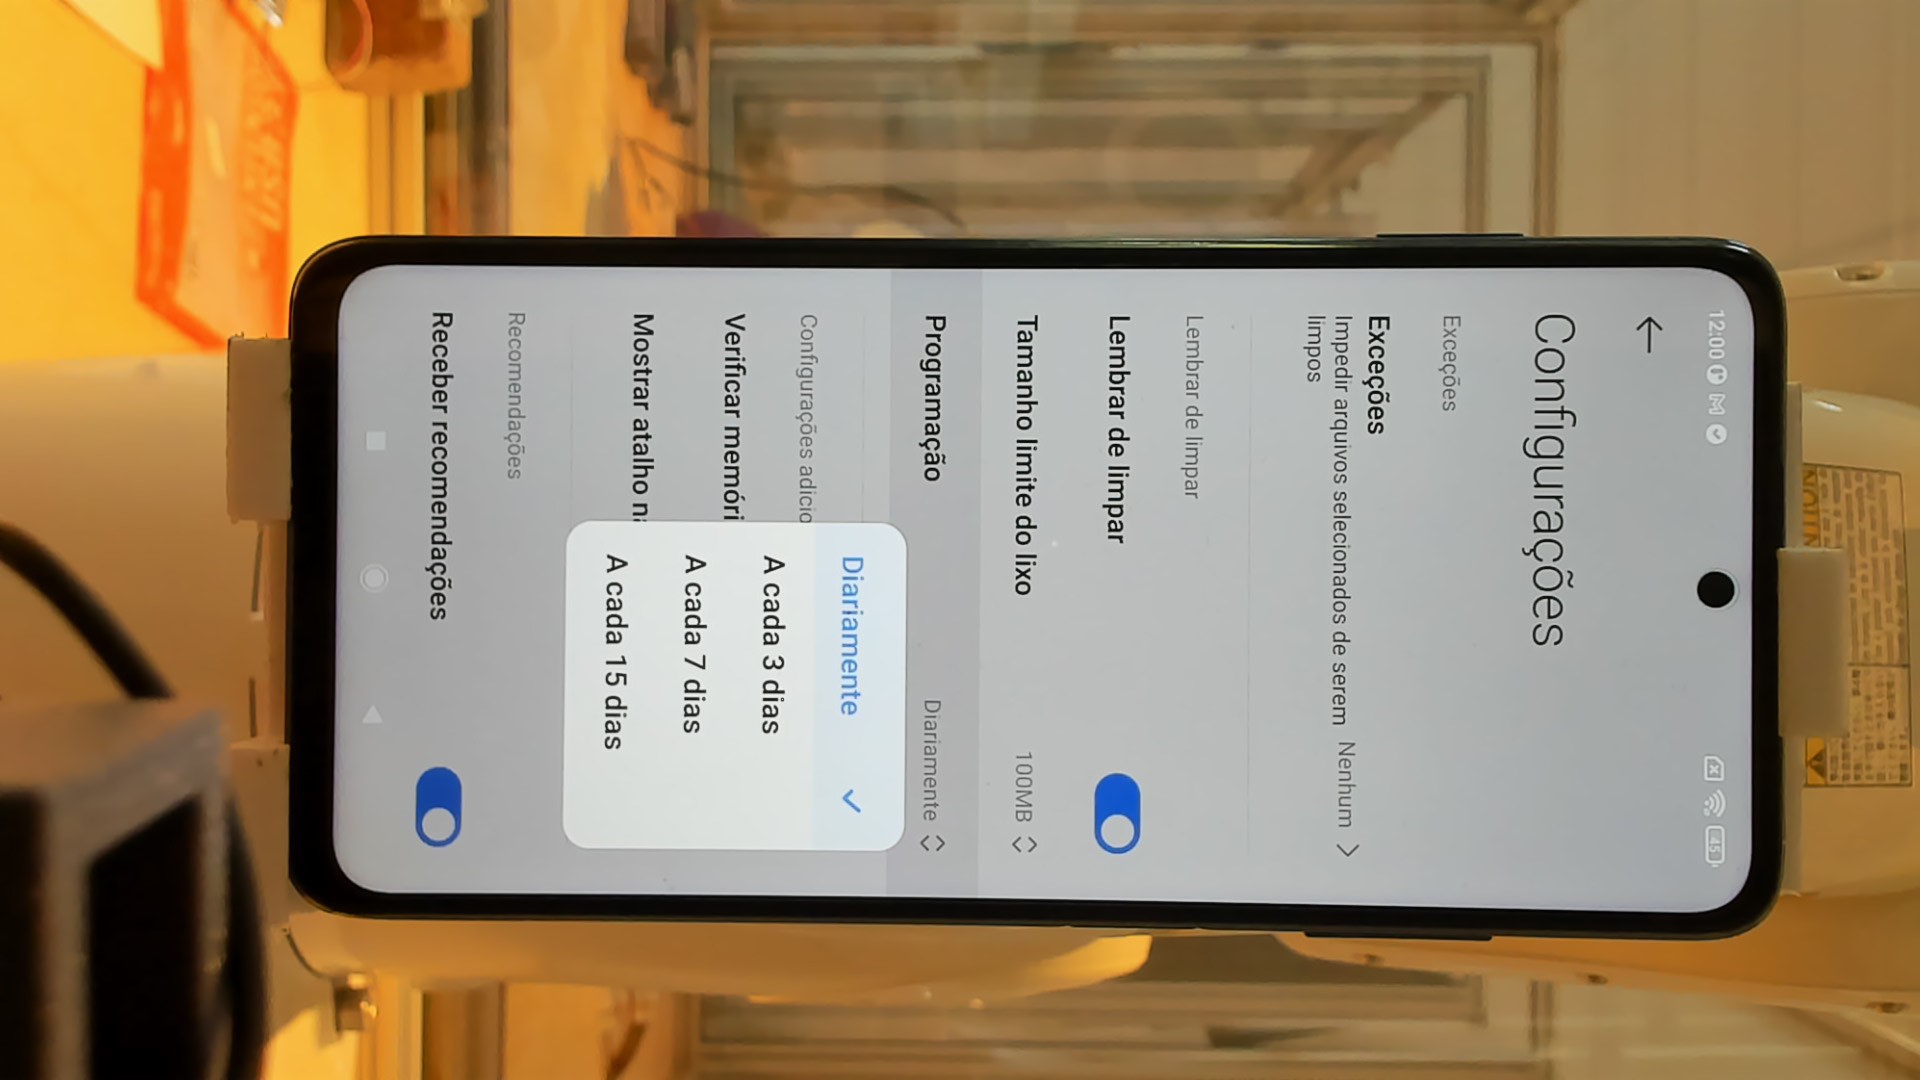 12:00
45
Configurações
Exceções
Exceções
Impedir arquivos selecionados de serem
limpos
Nenhum
Lembrar de limpar
Lembrar de limpar
Tamanho limite do lixo
100MB
Programação
Diariamente
Configurações adicio
Verificar memóri
Mostrar atalho n
Diariamente
A cada 3 dias
A cada 7 dias
A cada 15 dias
Recomendações
Receber recomendações